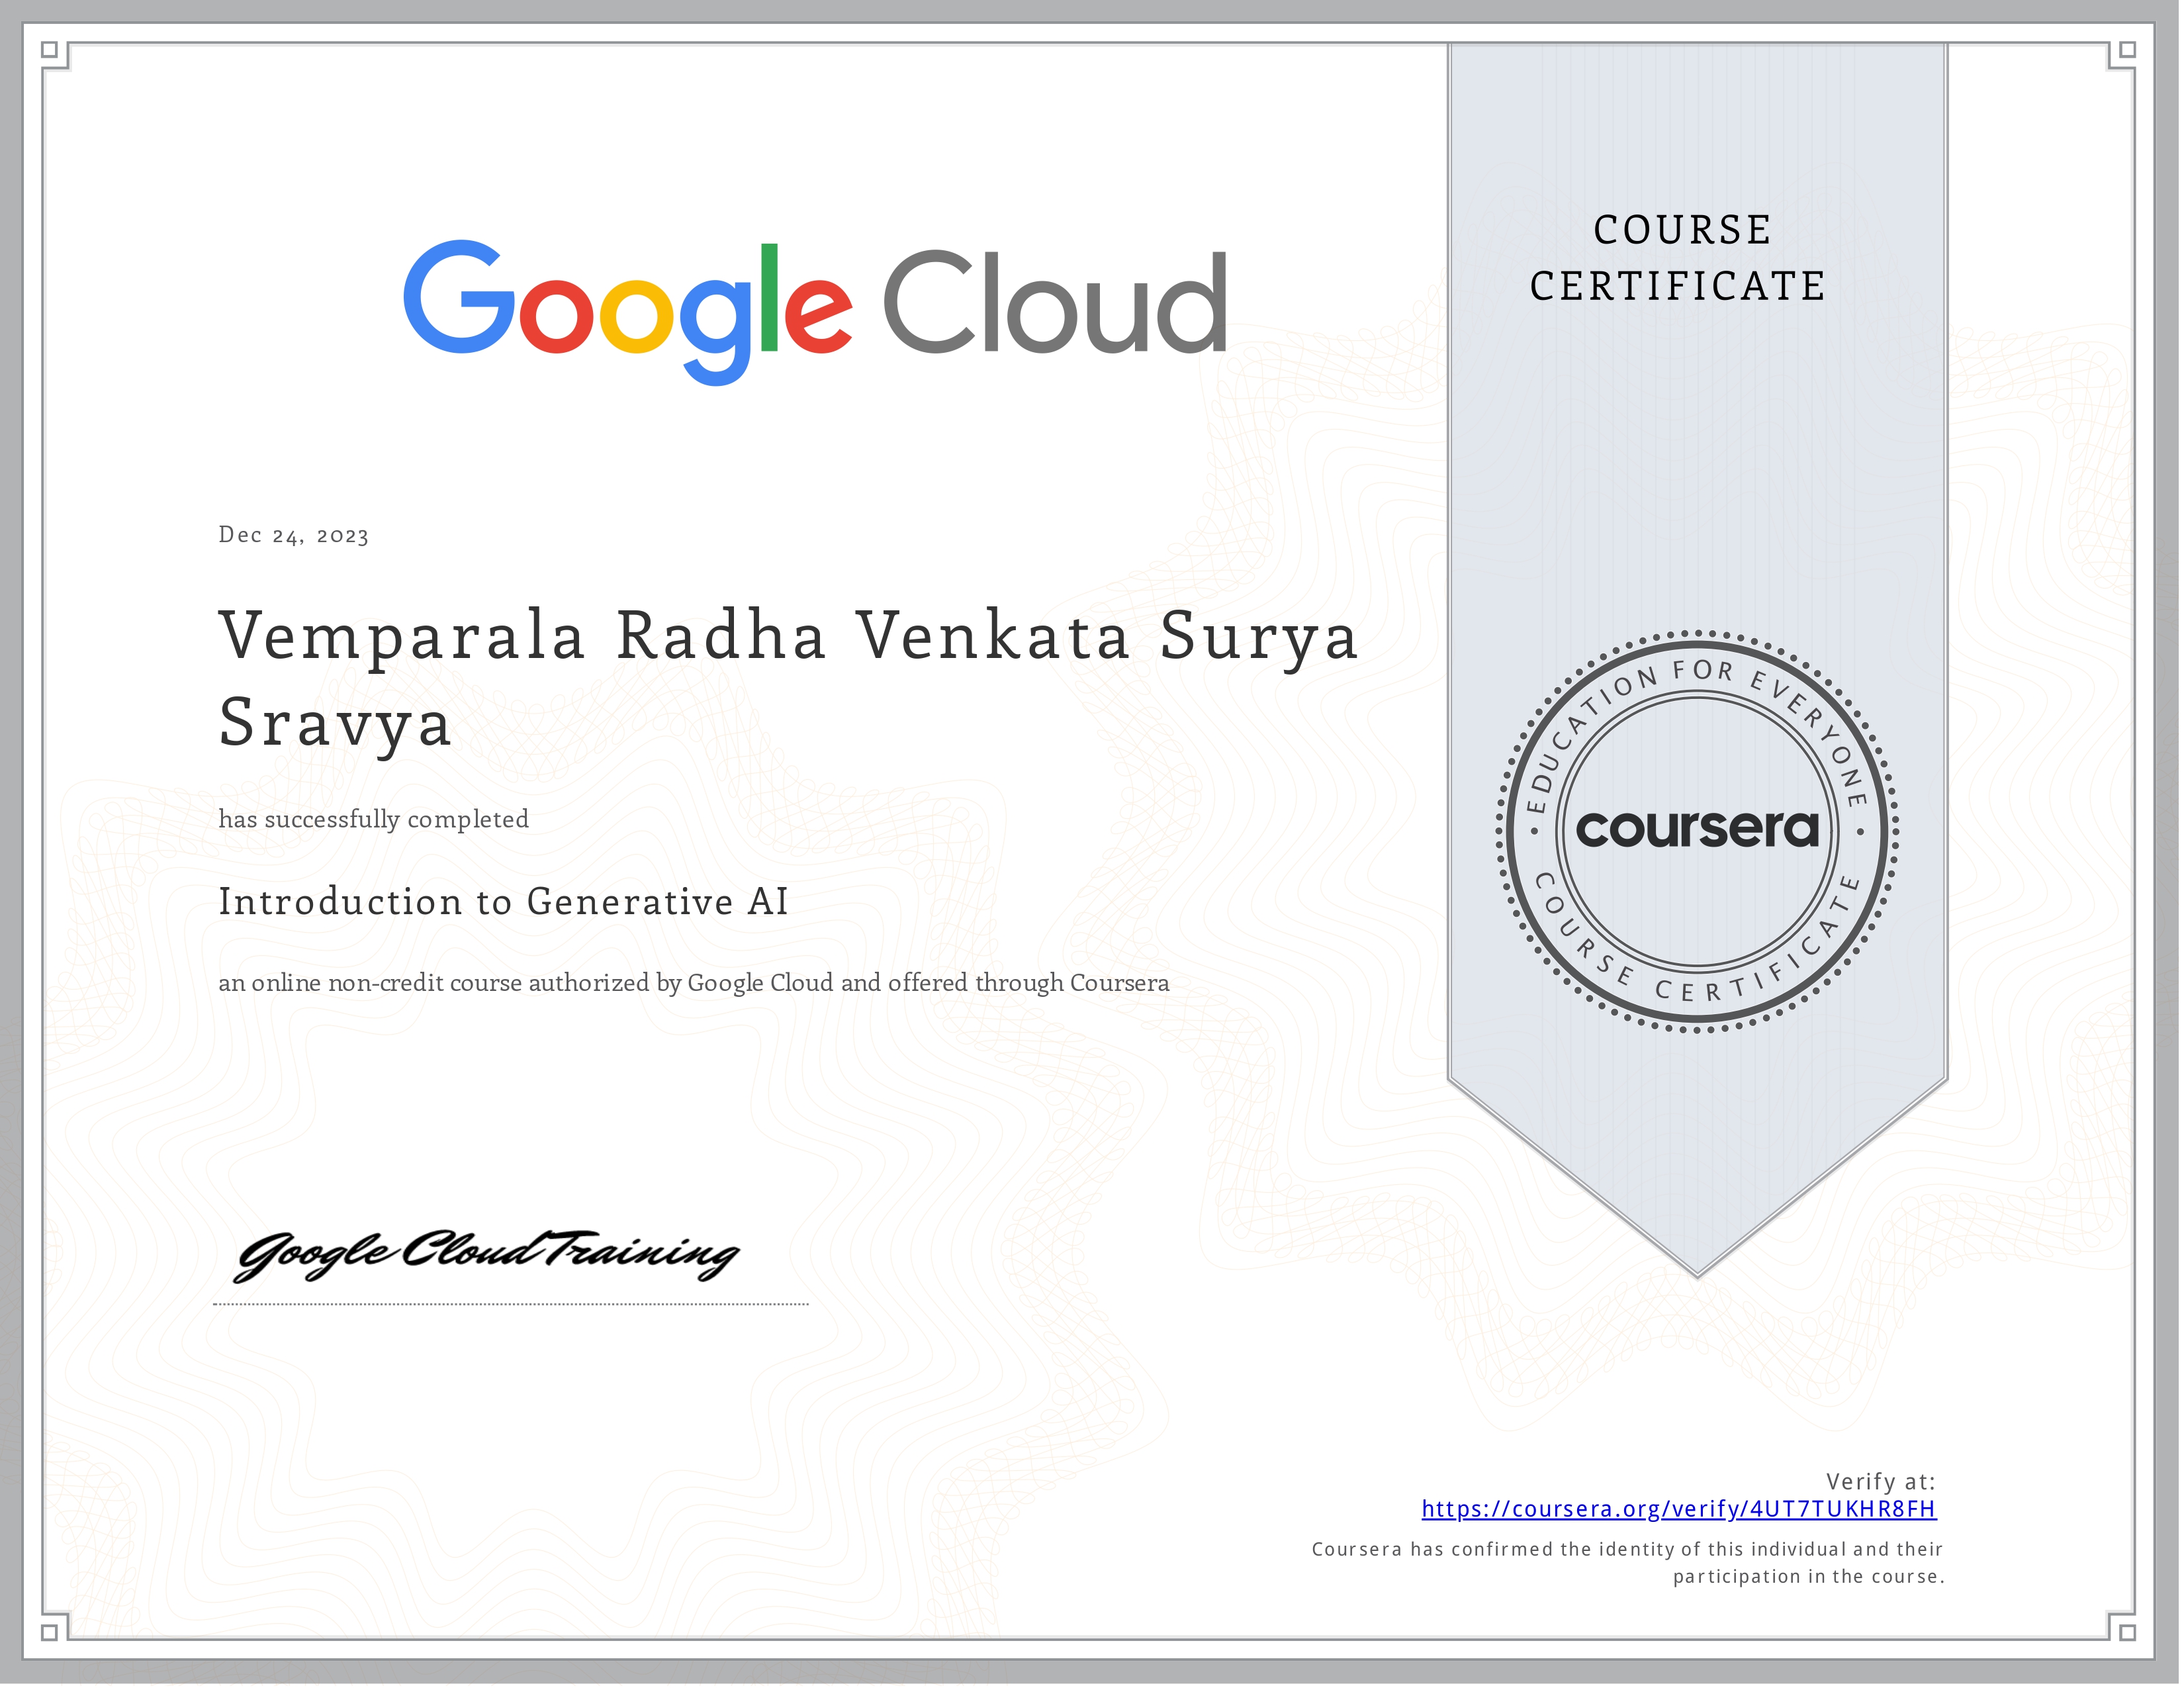 Google Cloud
COURSE
CERTIFICATE
Dec 24, 2023
Vemparala Radha Venkata Surya
Sravya
has successfully completed
Introduction to Generative AI
an online non-credit course authorized by Google Cloud and offered through Coursera
EDUCATION FOR EVERYONE
coursera
COURSE CERTIFICATE
Google Cloud Training
Verify at:
https://coursera.org/verify/4UT7TUKHR8FH
Coursera has confirmed the identity of this individual and their
participation in the course.